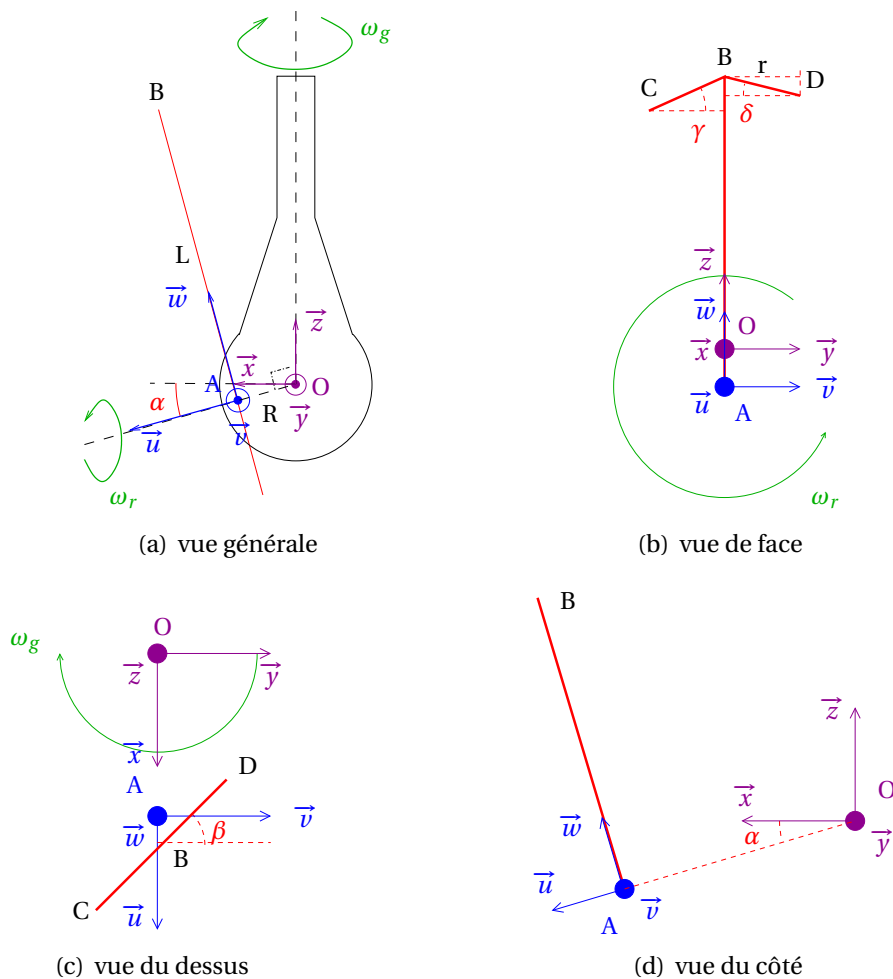 ω_g
B
L
w⃗
z⃗
A
x⃗
O
α
R
y⃗
u⃗
v⃗
ω_r
(a) vue générale
B
r
C
D
γ
δ
z⃗
w⃗
O
x⃗
y⃗
u⃗
A
v⃗
ω_r
(b) vue de face
O
ω_g
z⃗
y⃗
x⃗
A
D
w⃗
v⃗
β
B
C
u⃗
(c) vue du dessus
B
z⃗
O
x⃗
w⃗
α
y⃗
u⃗
A
v⃗
(d) vue du côté